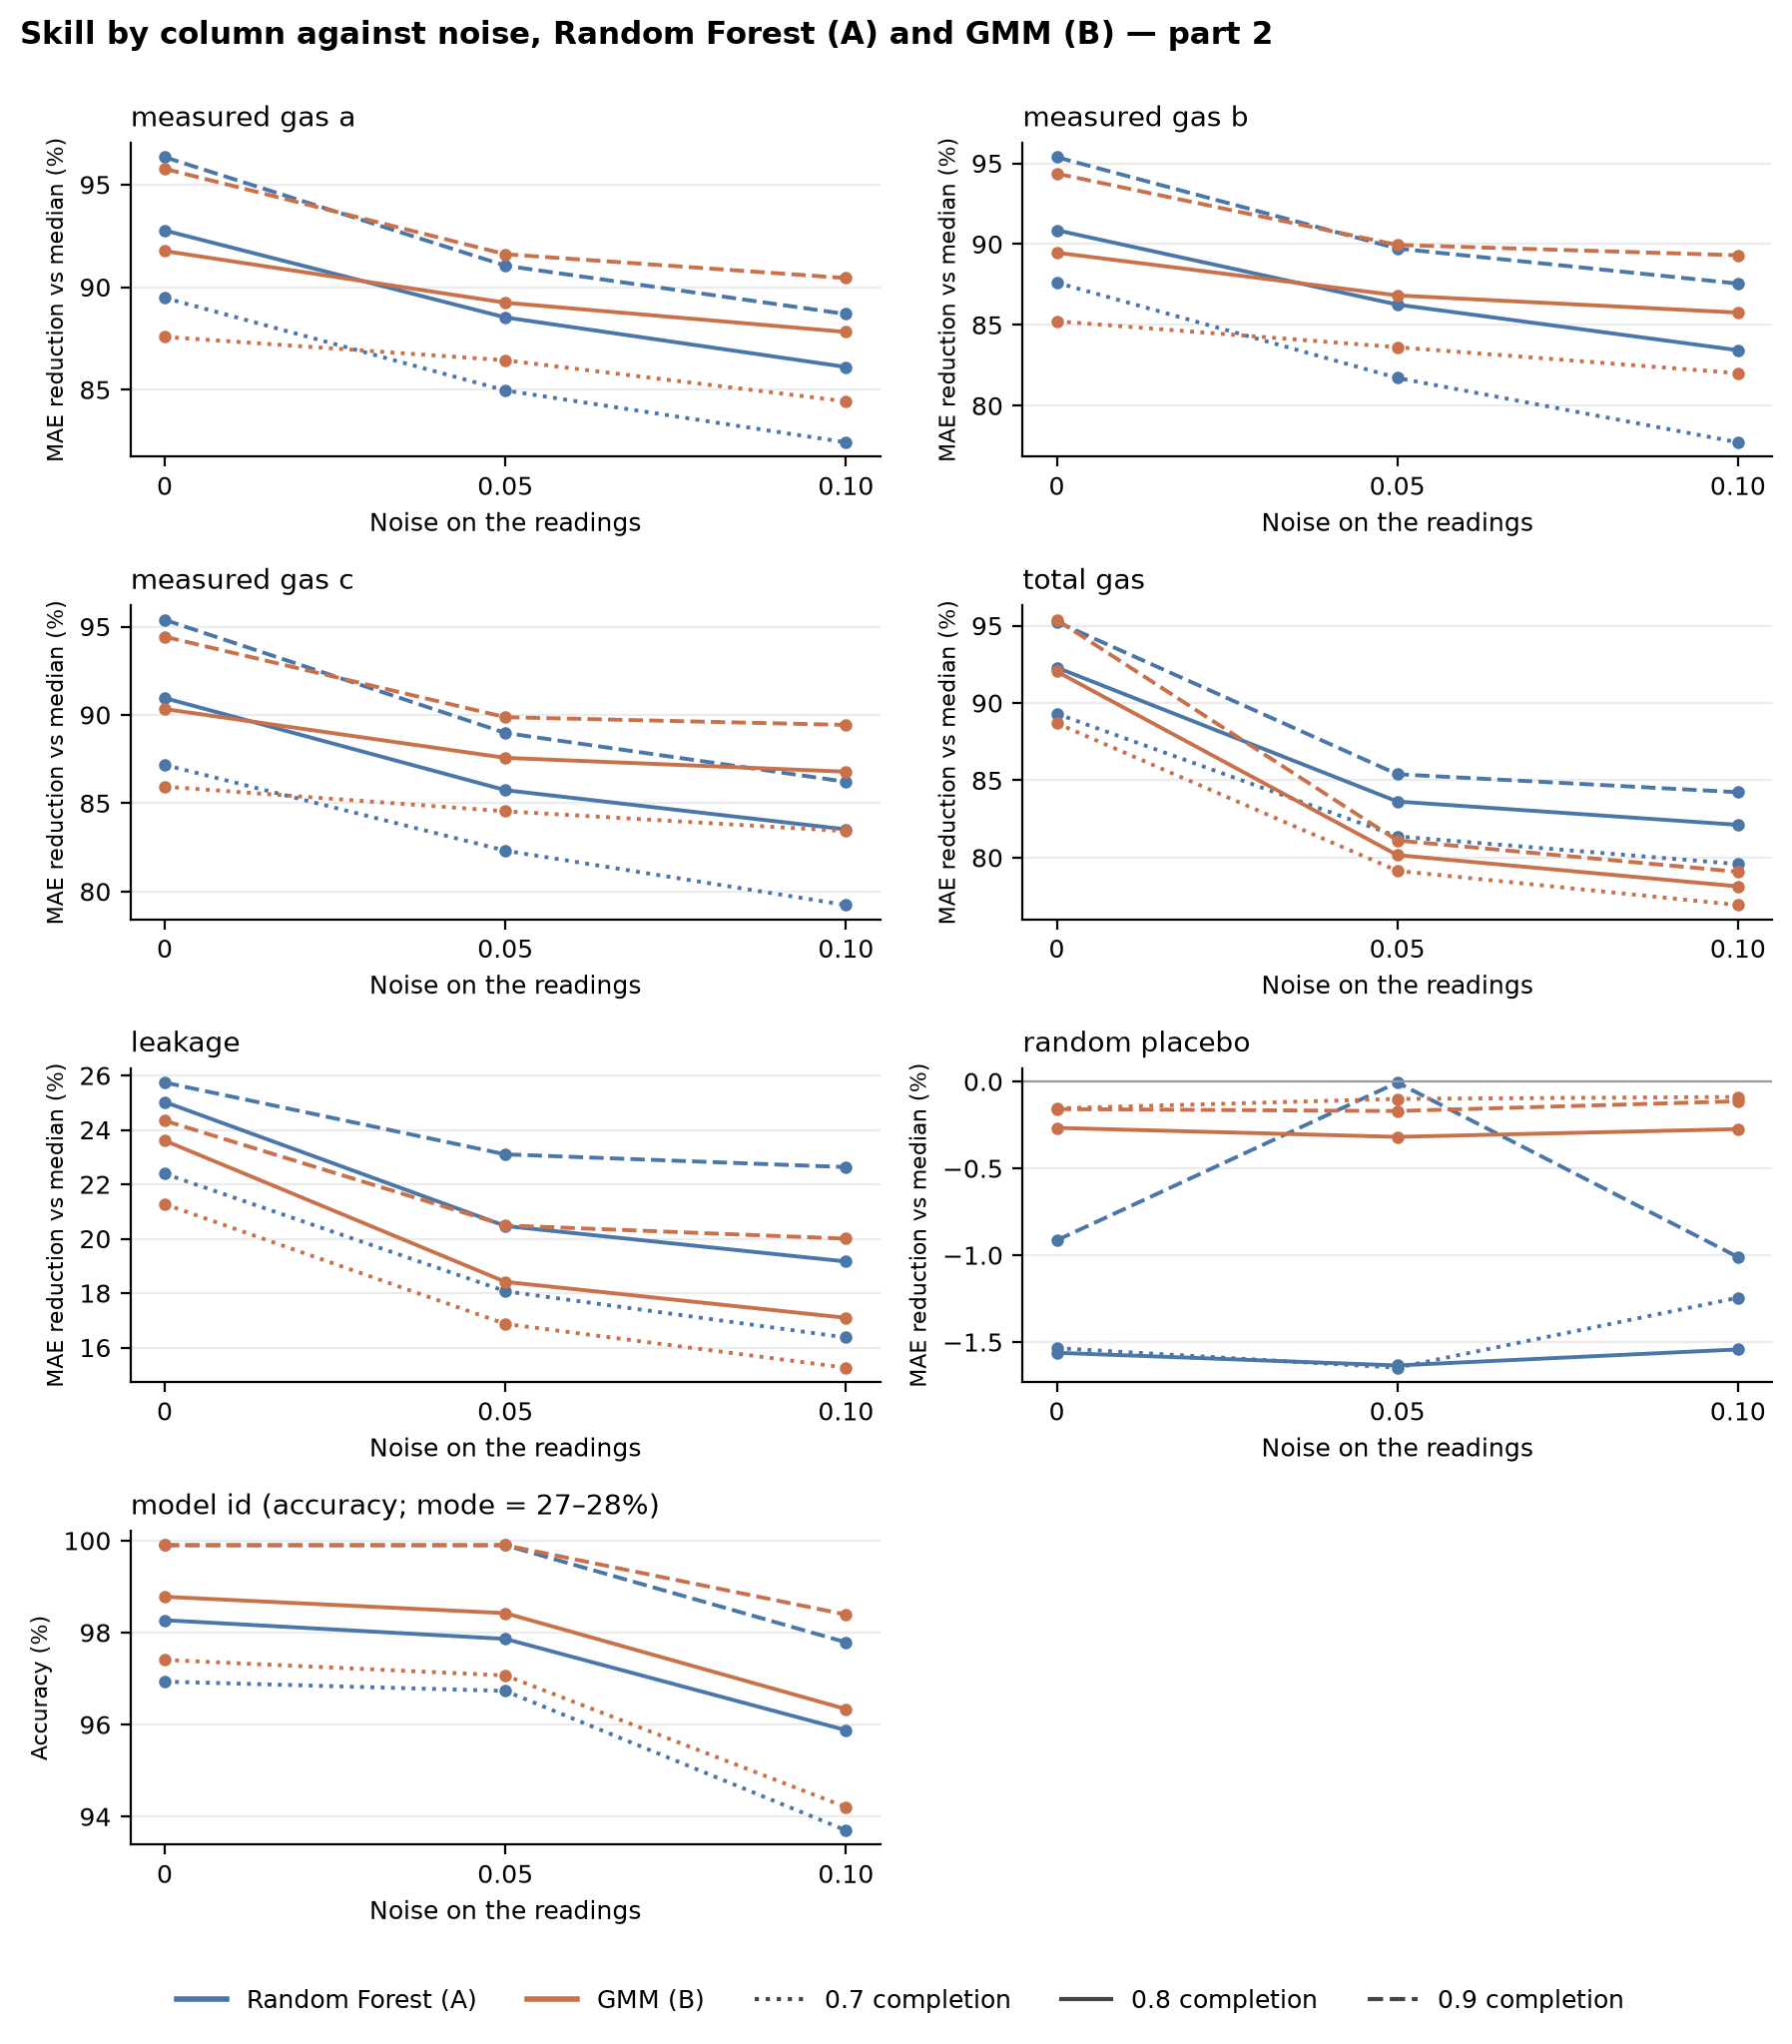 Skill by column against noise, Random Forest (A) and GMM (B) — part 2
measured gas a
MAE reduction vs median (%)
95
90
85
0 0.05 0.10
Noise on the readings
measured gas b
MAE reduction vs median (%)
95
90
85
80
0 0.05 0.10
Noise on the readings
measured gas c
MAE reduction vs median (%)
95
90
85
80
0 0.05 0.10
Noise on the readings
total gas
MAE reduction vs median (%)
95
90
85
80
0 0.05 0.10
Noise on the readings
leakage
MAE reduction vs median (%)
26
24
22
20
18
16
0 0.05 0.10
Noise on the readings
random placebo
MAE reduction vs median (%)
0.0
−0.5
−1.0
−1.5
0 0.05 0.10
Noise on the readings
model id (accuracy; mode = 27–28%)
Accuracy (%)
100
98
96
94
0 0.05 0.10
Noise on the readings
Random Forest (A) GMM (B) 0.7 completion 0.8 completion 0.9 completion